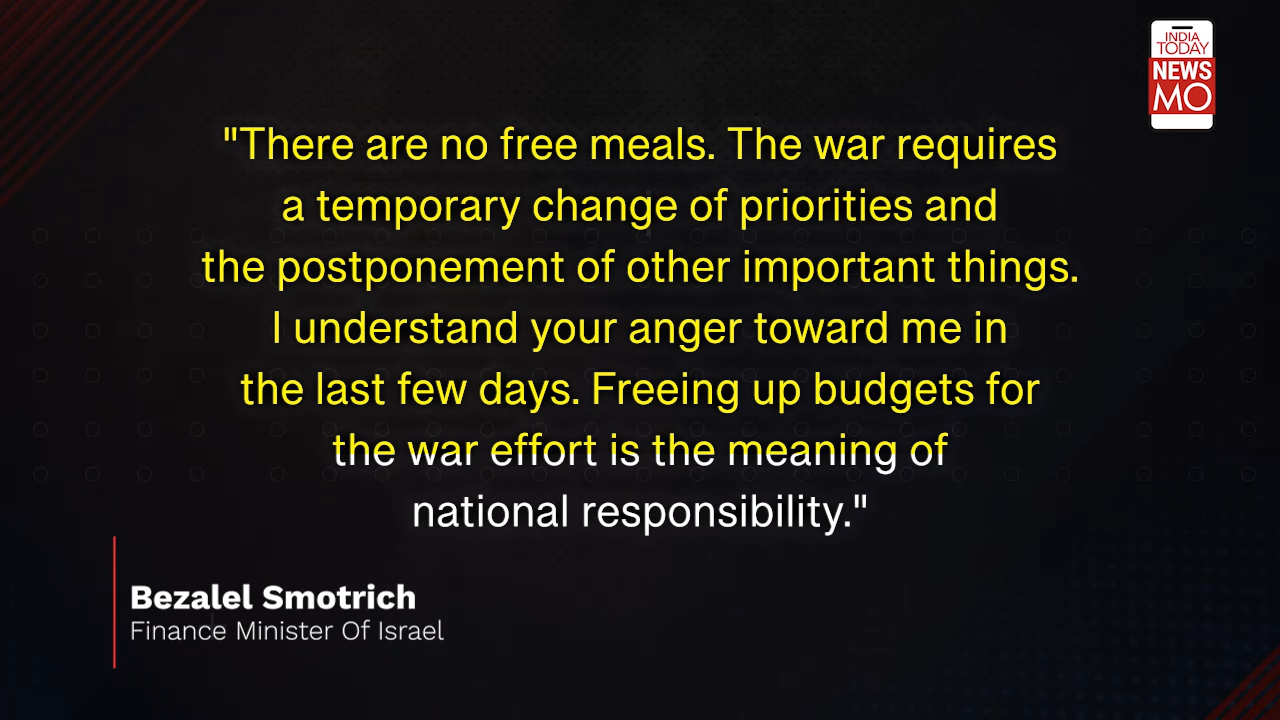 INDIA
TODAY
NEWS
MO
"There are no free meals. The war requires
a temporary change of priorities and
the postponement of other important things.
I understand your anger toward me in
the last few days. Freeing up budgets for
the war effort is the meaning of
national responsibility."
Bezalel Smotrich
Finance Minister Of Israel